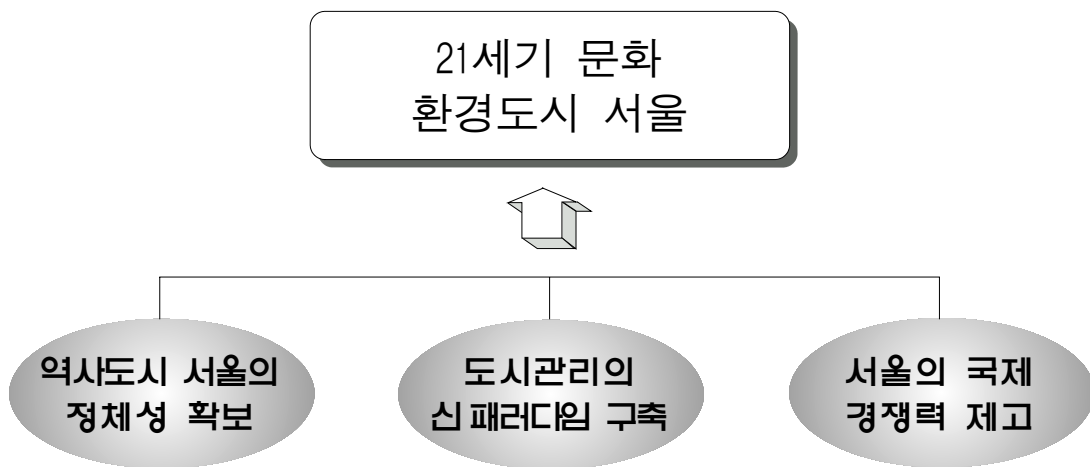 21세기 문화
환경도시 서울
역사도시 서울의
정체성 확보
도시관리의
신 패러다임 구축
서울의 국제
경쟁력 제고